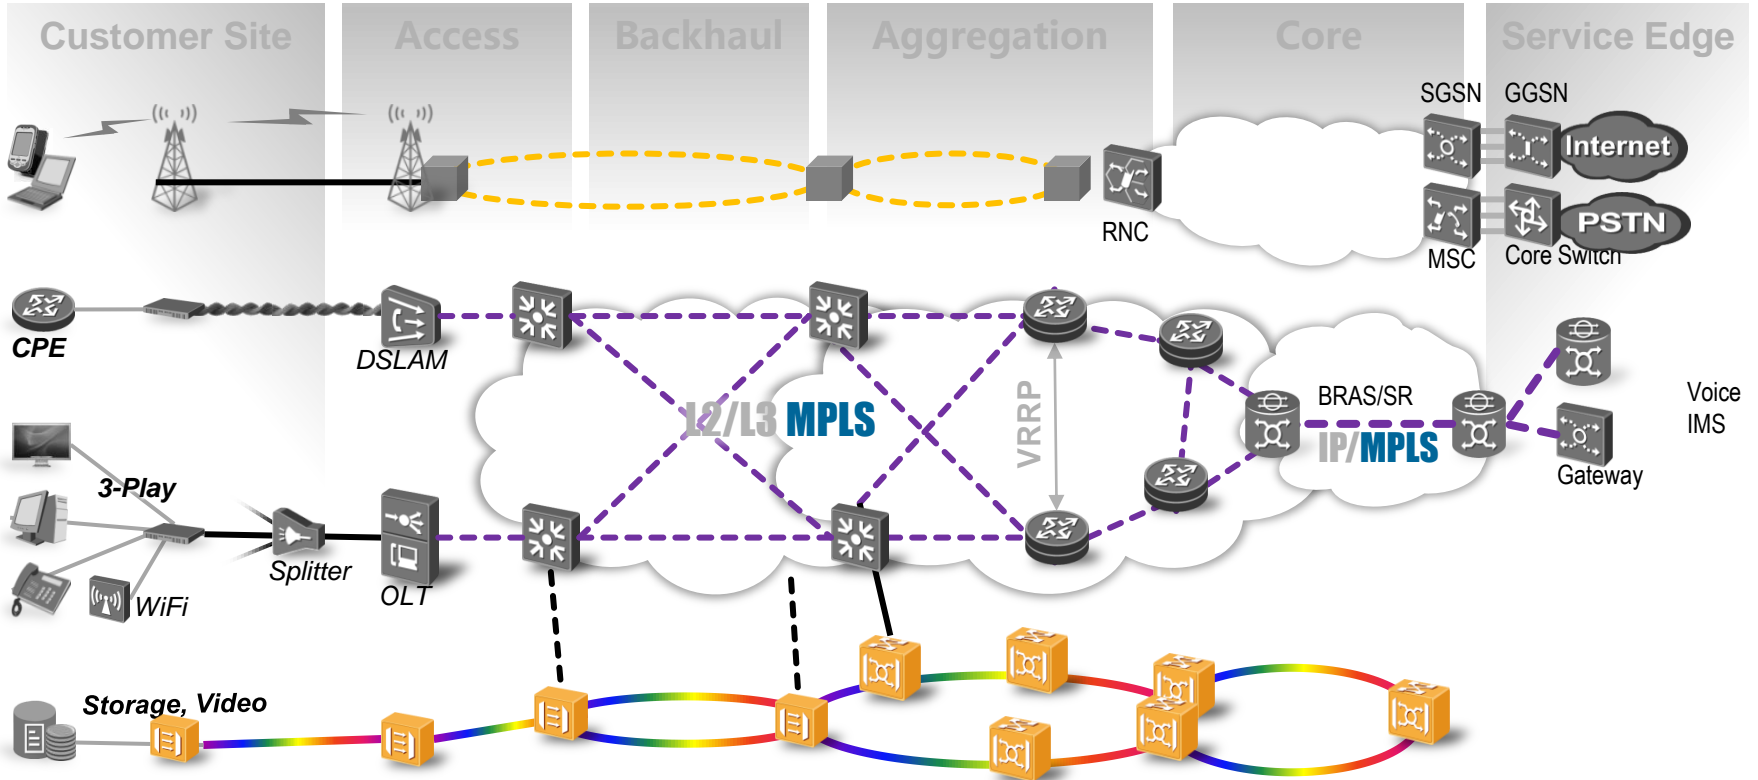 Customer Site
Access
Backhaul
Aggregation
Core
Service Edge
SGSN
GGSN
Internet
RNC
MSC
Core Switch
PSTN
CPE
DSLAM
L2/L3 MPLS
VRRP
BRAS/SR
IP/MPLS
Voice
IMS
Gateway
3-Play
WiFi
Splitter
OLT
Storage, Video